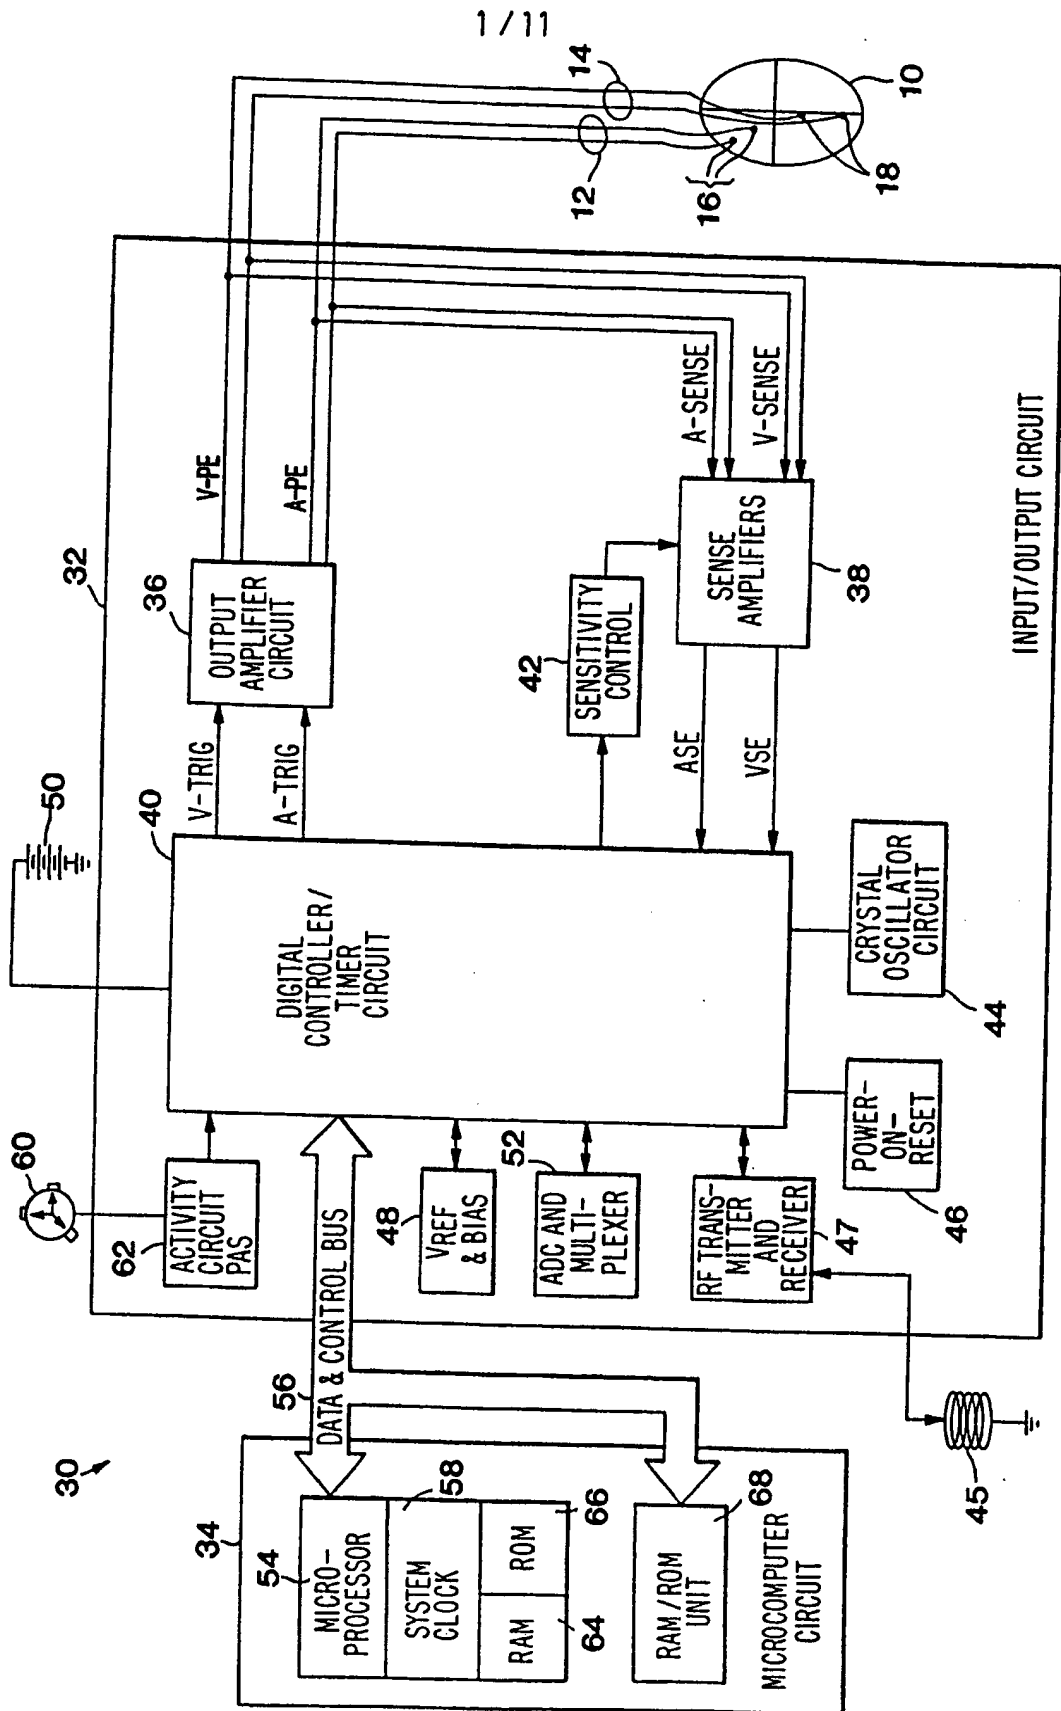 1/11
30
34
54
MICRO-
PROCESSOR
SYSTEM
CLOCK
58
RAM
ROM
64
66
RAM/ROM
UNIT
68
MICROCOMPUTER
CIRCUIT
56
DATA & CONTROL BUS
45
32
60
62
ACTIVITY
CIRCUIT
PAS
48
VREF
& BIAS
52
ADC AND
MULTI-
PLEXER
RF TRANS-
MITTER
AND
RECEIVER
47
POWER-
ON-
RESET
46
50
40
DIGITAL
CONTROLLER/
TIMER
CIRCUIT
CRYSTAL
OSCILLATOR
CIRCUIT
44
V-TRIG
A-TRIG
36
OUTPUT
AMPLIFIER
CIRCUIT
V-PE
A-PE
42
SENSITIVITY
CONTROL
ASE
VSE
SENSE
AMPLIFIERS
38
A-SENSE
V-SENSE
INPUT/OUTPUT CIRCUIT
12
14
16
10
18